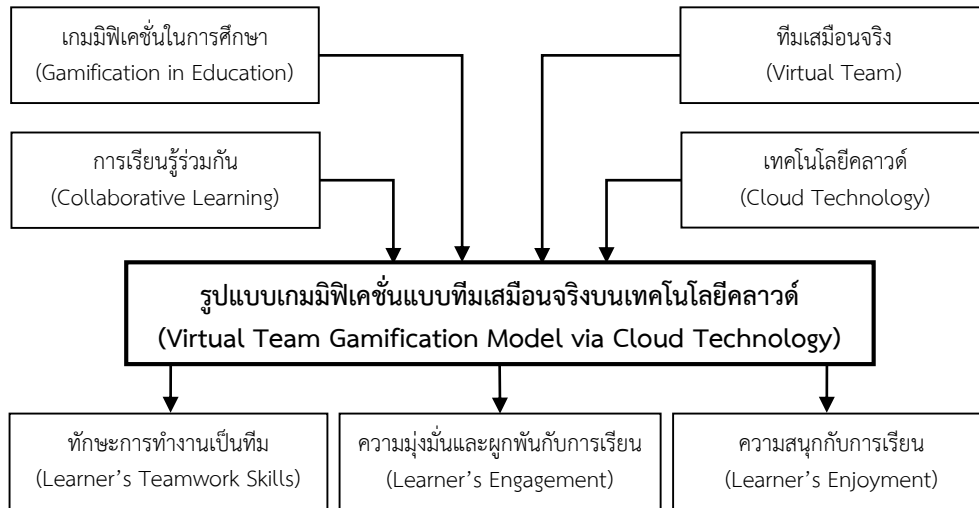 เกมมิฟิเคชั่นในการศึกษา
(Gamification in Education)
ทีมเสมือนจริง
(Virtual Team)
การเรียนรู้ร่วมกัน
(Collaborative Learning)
เทคโนโลยีคลาวด์
(Cloud Technology)
รูปแบบเกมมิฟิเคชั่นแบบทีมเสมือนจริงบนเทคโนโลยีคลาวด์
(Virtual Team Gamification Model via Cloud Technology)
ทักษะการทำงานเป็นทีม
(Learner’s Teamwork Skills)
ความมุ่งมั่นและผูกพันกับการเรียน
(Learner’s Engagement)
ความสนุกกับการเรียน
(Learner’s Enjoyment)